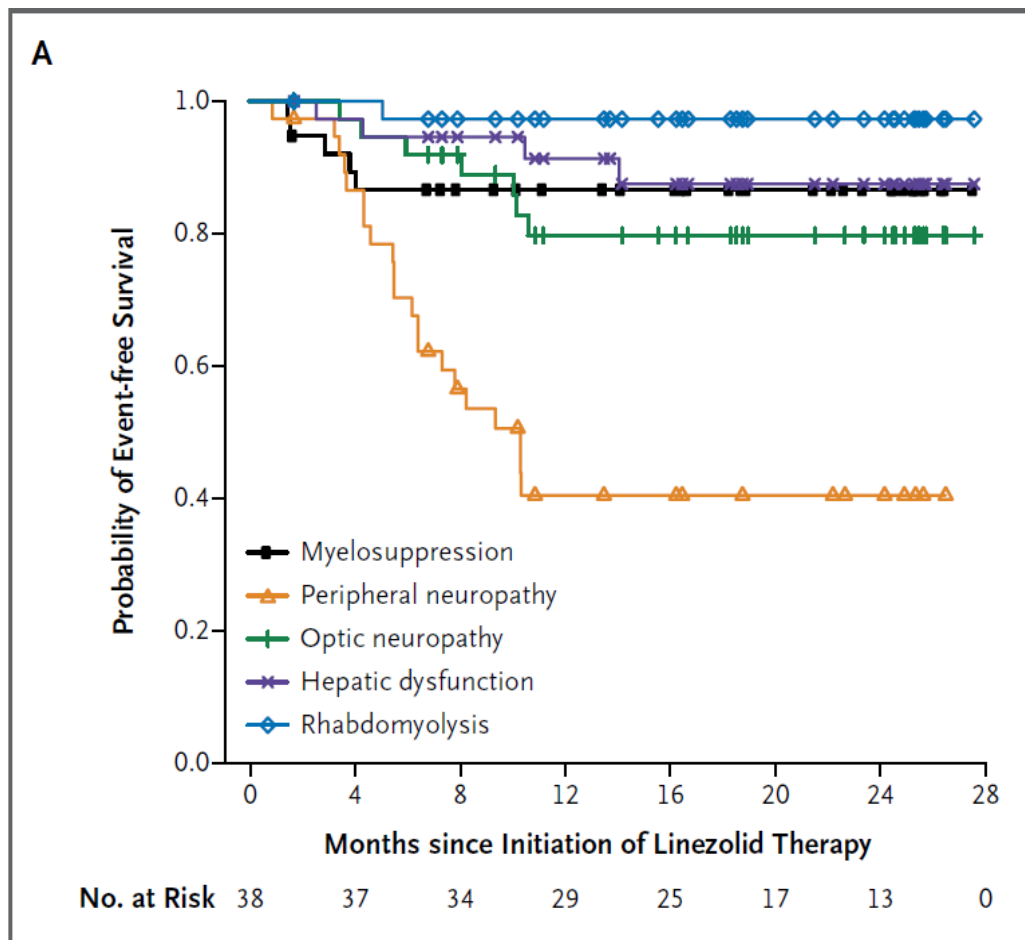 A
1.0
0.8
0.6
0.4
0.2
0.0
Probability of Event-free Survival
Myelosuppression
Peripheral neuropathy
Optic neuropathy
Hepatic dysfunction
Rhabdomyolysis
0 4 8 12 16 20 24 28
Months since Initiation of Linezolid Therapy
No. at Risk 38 37 34 29 25 17 13 0